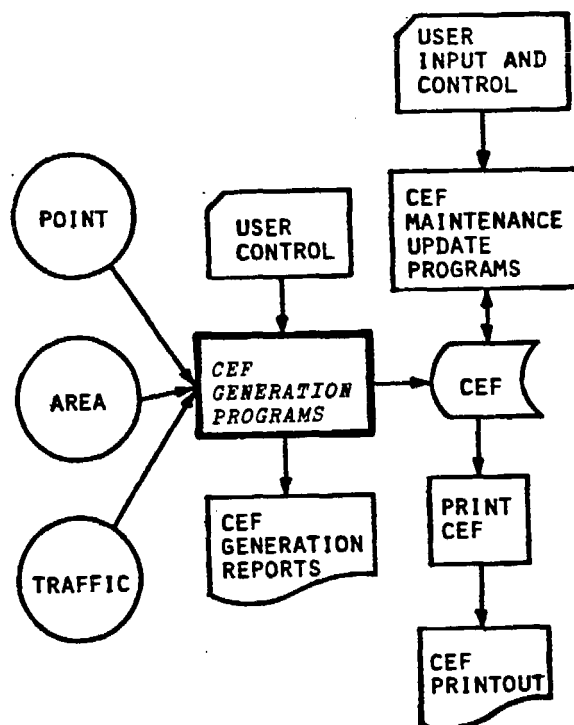 USER
INPUT AND
CONTROL
POINT
USER
CONTROL
CEF
MAINTENANCE
UPDATE
PROGRAMS
AREA
CEF
GENERATION
PROGRAMS
CEF
TRAFFIC
CEF
GENERATION
REPORTS
PRINT
CEF
CEF
PRINTOUT